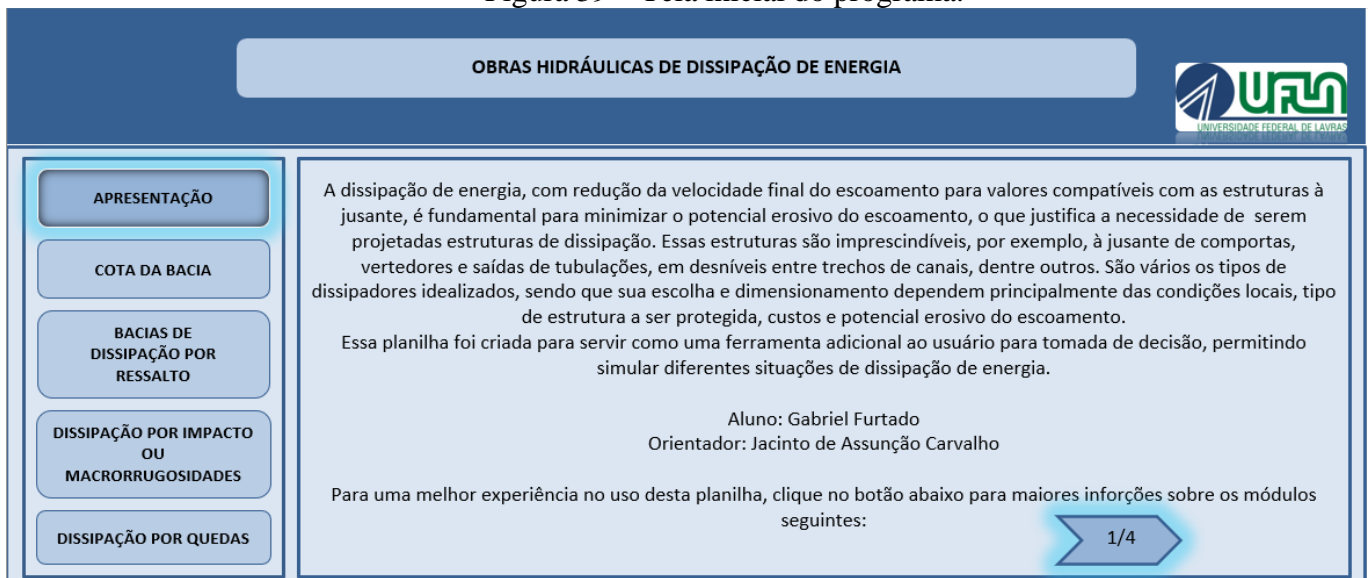 Figura 39 – Tela inicial do programa.
OBRAS HIDRÁULICAS DE DISSIPAÇÃO DE ENERGIA
UFLA
UNIVERSIDADE FEDERAL DE LAVRAS
APRESENTAÇÃO
COTA DA BACIA
BACIAS DE
DISSIPAÇÃO POR
RESSALTO
DISSIPAÇÃO POR IMPACTO
OU
MACRORRUGOSIDADES
DISSIPAÇÃO POR QUEDAS
A dissipação de energia, com redução da velocidade final do escoamento para valores compatíveis com as estruturas à
jusante, é fundamental para minimizar o potencial erosivo do escoamento, o que justifica a necessidade de serem
projetadas estruturas de dissipação. Essas estruturas são imprescindíveis, por exemplo, à jusante de comportas,
vertedores e saídas de tubulações, em desníveis entre trechos de canais, dentre outros. São vários os tipos de
dissipadores idealizados, sendo que sua escolha e dimensionamento dependem principalmente das condições locais, tipo
de estrutura a ser protegida, custos e potencial erosivo do escoamento.
Essa planilha foi criada para servir como uma ferramenta adicional ao usuário para tomada de decisão, permitindo
simular diferentes situações de dissipação de energia.
Aluno: Gabriel Furtado
Orientador: Jacinto de Assunção Carvalho
Para uma melhor experiência no uso desta planilha, clique no botão abaixo para maiores inforções sobre os módulos
seguintes:
1/4